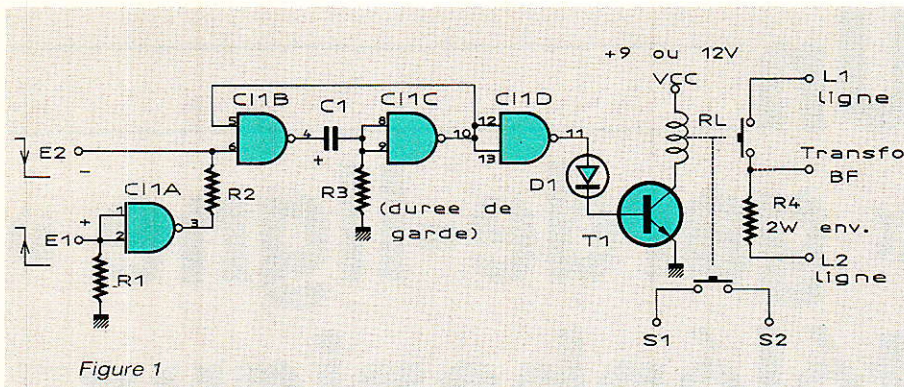 +9 ou 12V
VCC
L1
ligne
CI1B
C1
CI1C
CI1D
RL
5
6
4
+
8
9
10
12
13
11
E2
-
Transfo
BF
CI1A
R2
R3
D1
R4
2W env.
+
1
2
3
E1
(duree de
garde)
T1
L2
ligne
R1
S1
S2
Figure 1